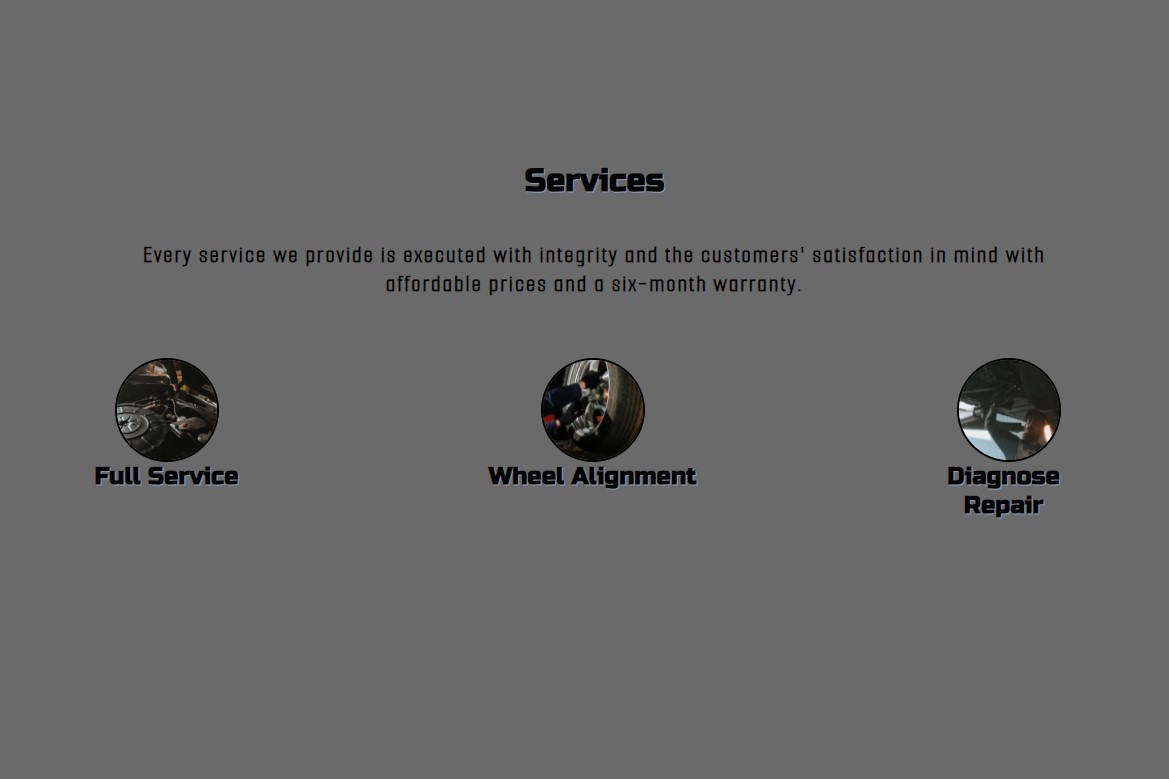 Services
Every service we provide is executed with integrity and the customers' satisfaction in mind with
affordable prices and a six-month warranty.
Full Service
Wheel Alignment
Diagnose
Repair